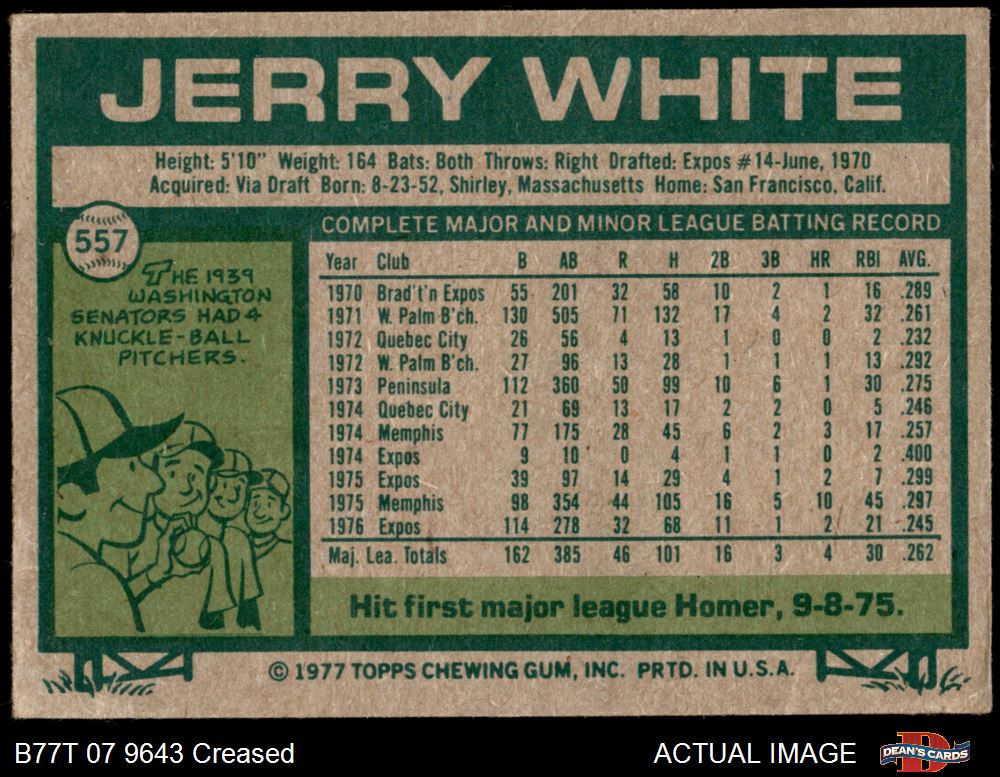 JERRY WHITE
Height: 5'10" Weight: 164 Bats: Both Throws: Right Drafted: Expos #14-June, 1970
Acquired: Via Draft Born: 8-23-52, Shirley, Massachusetts Home: San Francisco, Calif.
557
THE 1939
WASHINGTON
SENATORS HAD 4
KNUCKLE-BALL
PITCHERS.
COMPLETE MAJOR AND MINOR LEAGUE BATTING RECORD
Year Club B AB R H 2B 3B HR RBI AVG.
1970 Brad't'n Expos 55 201 32 58 10 2 1 16 .289
1971 W. Palm B'ch. 130 505 71 132 17 4 2 32 .261
1972 Quebec City 26 56 4 13 1 0 0 2 .232
1972 W. Palm B'ch. 27 96 13 28 1 1 1 13 .292
1973 Peninsula 112 360 50 99 10 6 1 30 .275
1974 Quebec City 21 69 13 17 2 2 0 5 .246
1974 Memphis 77 175 28 45 6 2 3 17 .257
1974 Expos 9 10 0 4 1 1 0 2 .400
1975 Expos 39 97 14 29 4 1 2 7 .299
1975 Memphis 98 354 44 105 16 5 10 45 .297
1976 Expos 114 278 32 68 11 1 2 21 .245
Maj. Lea. Totals 162 385 46 101 16 3 4 30 .262
Hit first major league Homer, 9-8-75.
© 1977 TOPPS CHEWING GUM, INC. PRTD. IN U.S.A.
B77T 07 9643 Creased
ACTUAL IMAGE
DEAN'S CARDS